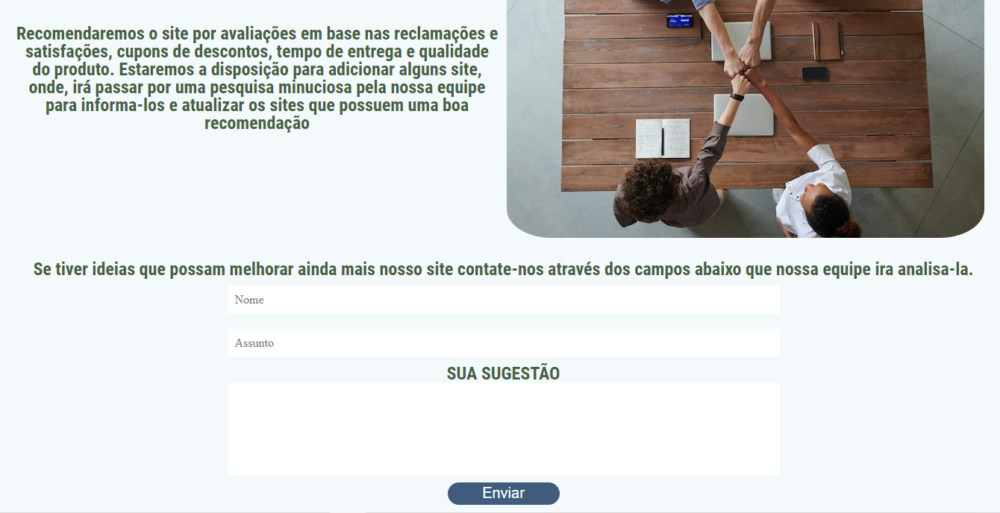 Recomendaremos o site por avaliações em base nas reclamações e
satisfações, cupons de descontos, tempo de entrega e qualidade
do produto. Estaremos a disposição para adicionar alguns site,
onde, irá passar por uma pesquisa minuciosa pela nossa equipe
para informa-los e atualizar os sites que possuem uma boa
recomendação
Se tiver ideias que possam melhorar ainda mais nosso site contate-nos através dos campos abaixo que nossa equipe ira analisa-la.
Nome
Assunto
SUA SUGESTÃO
Enviar